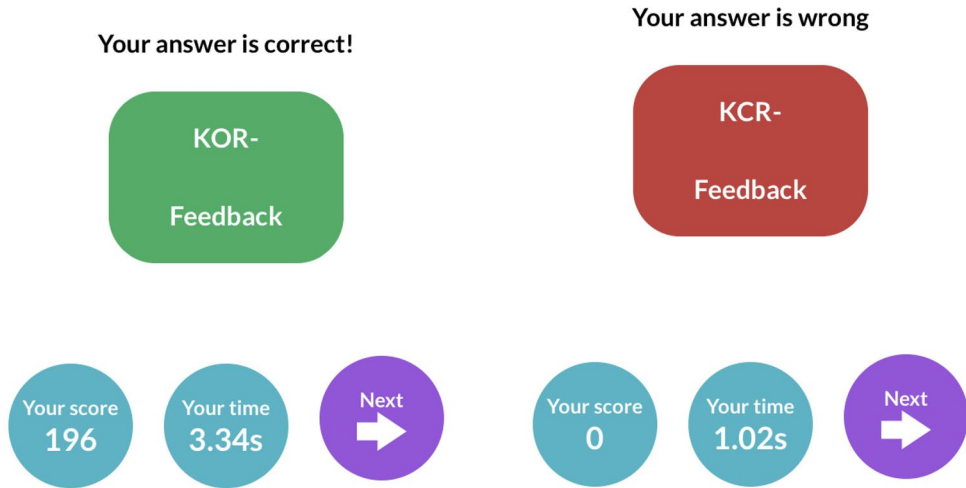 Your answer is correct!
KOR-
Feedback
Your score
196
Your time
3.34s
Next
Your answer is wrong
KCR-
Feedback
Your score
0
Your time
1.02s
Next